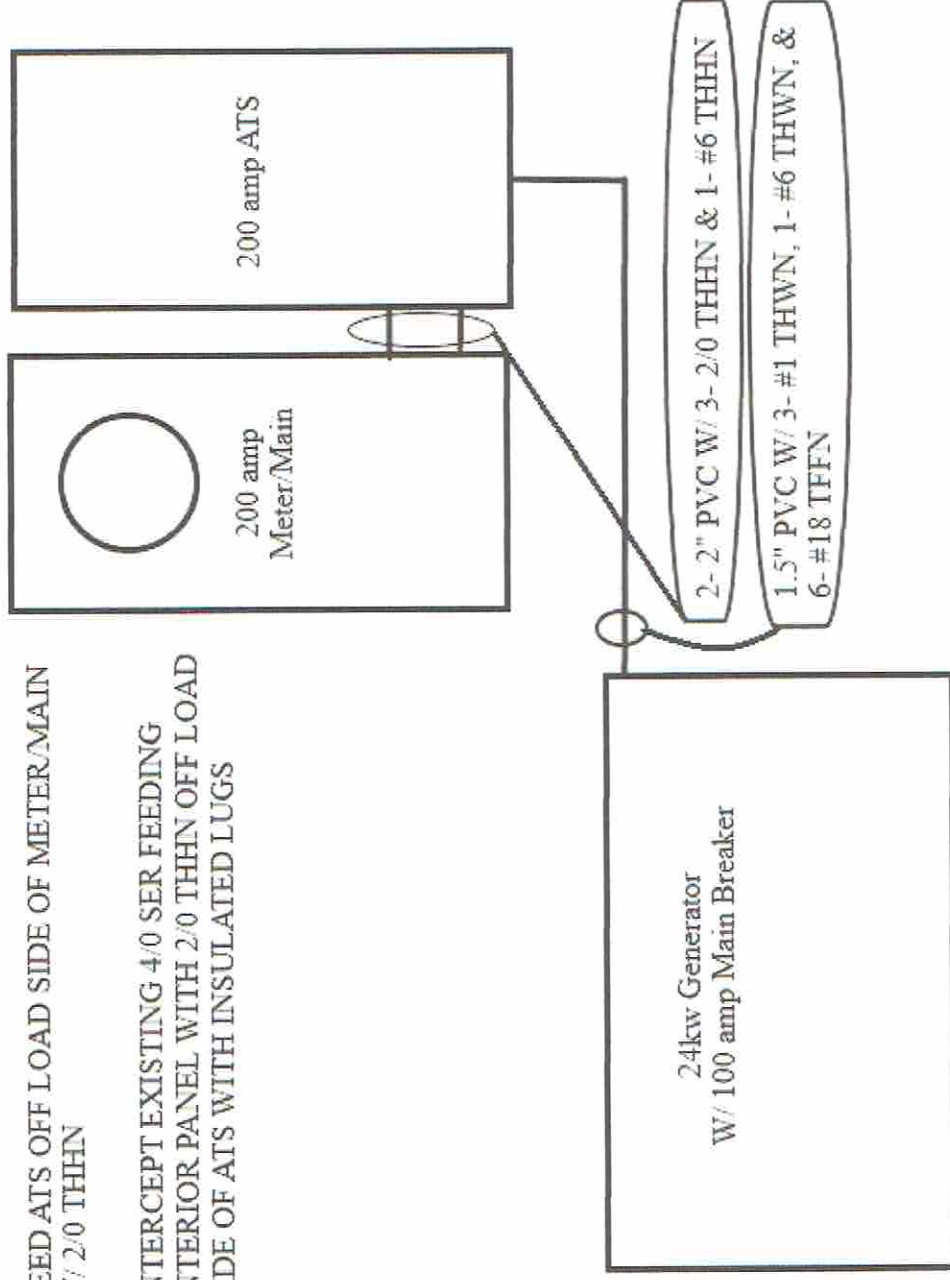 EED ATS OFF LOAD SIDE OF METER/MAIN
/ 2/0 THHN
NTERCEPT EXISTING 4/0 SER FEEDING
NTERIOR PANEL WITH 2/0 THHN OFF LOAD
DE OF ATS WITH INSULATED LUGS
200 amp
Meter/Main
200 amp ATS
24kw Generator
W/ 100 amp Main Breaker
2- 2" PVC W/ 3- 2/0 THHN & 1- #6 THHN
1.5" PVC W/ 3- #1 THWN, 1- #6 THWN, &
6- #18 TFFN